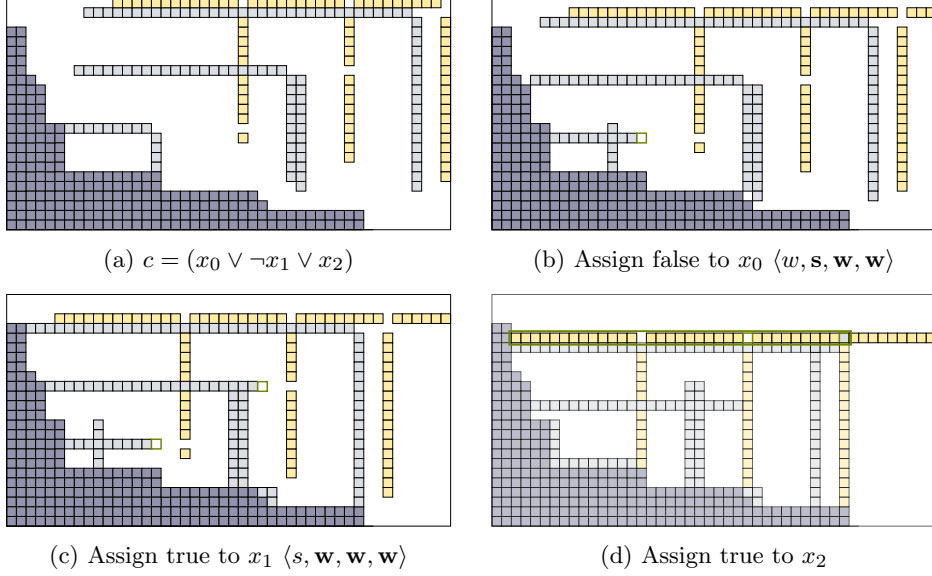 (a) c = (x₀ ∨ ¬x₁ ∨ x₂)
(b) Assign false to x₀ ⟨w, s, w, w⟩
(c) Assign true to x₁ ⟨s, w, w, w⟩
(d) Assign true to x₂